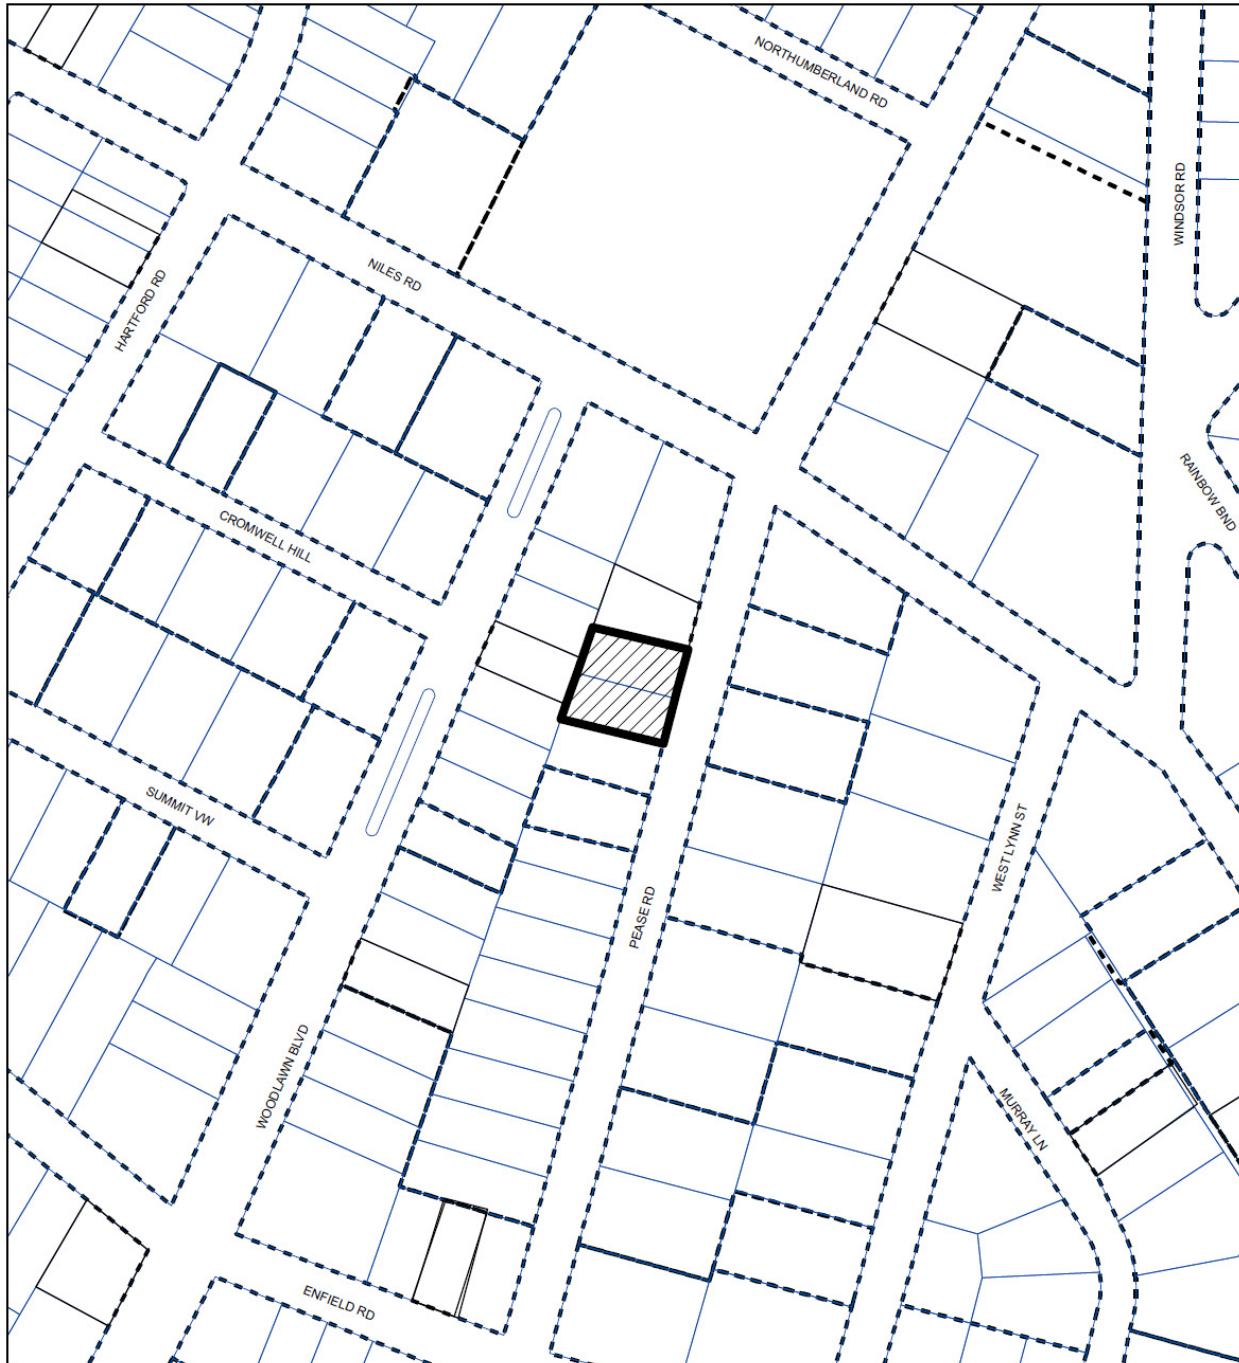 NORTHUMBERLAND RD
WINDSOR RD
NILES RD
HARTFORD RD
RAINBOW BND
CROMWELL HILL
SUMMIT VW
WEST LYNN ST
PEASE RD
WOODLAWN BLVD
MURRAY LN
ENFIELD RD